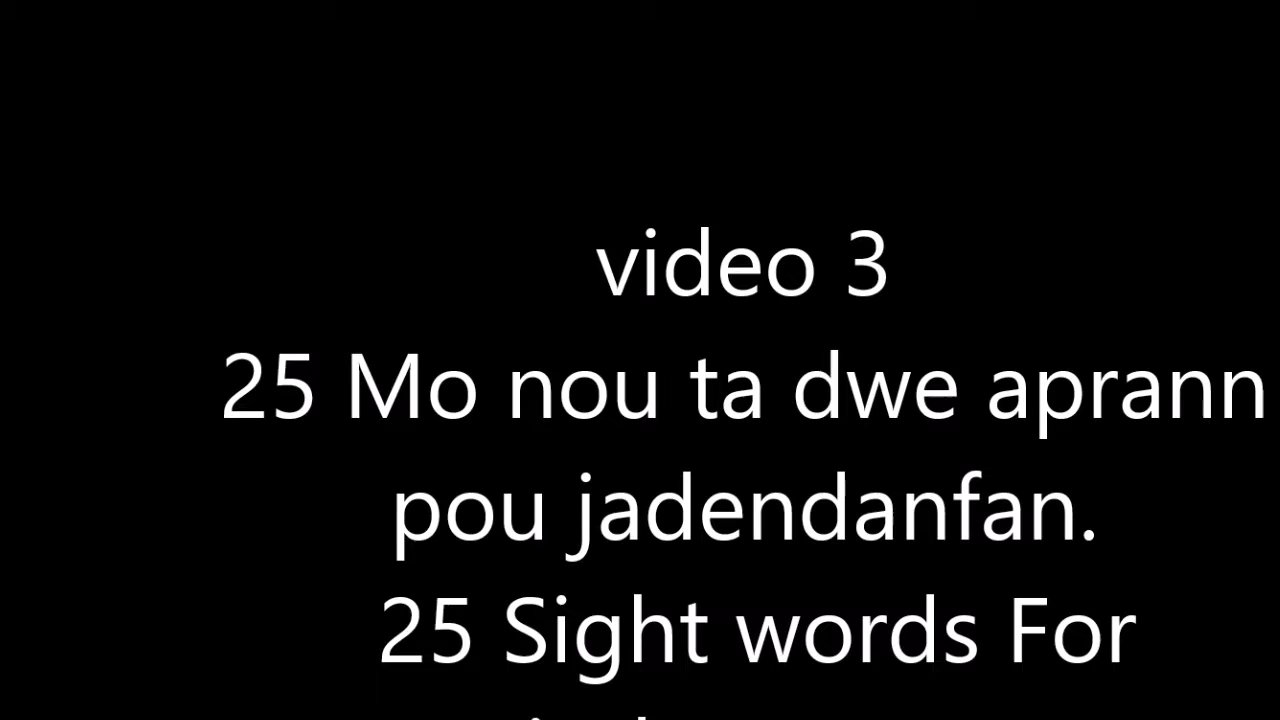 video 3
25 Mo nou ta dwe aprann
pou jadendanfan.
25 Sight words For